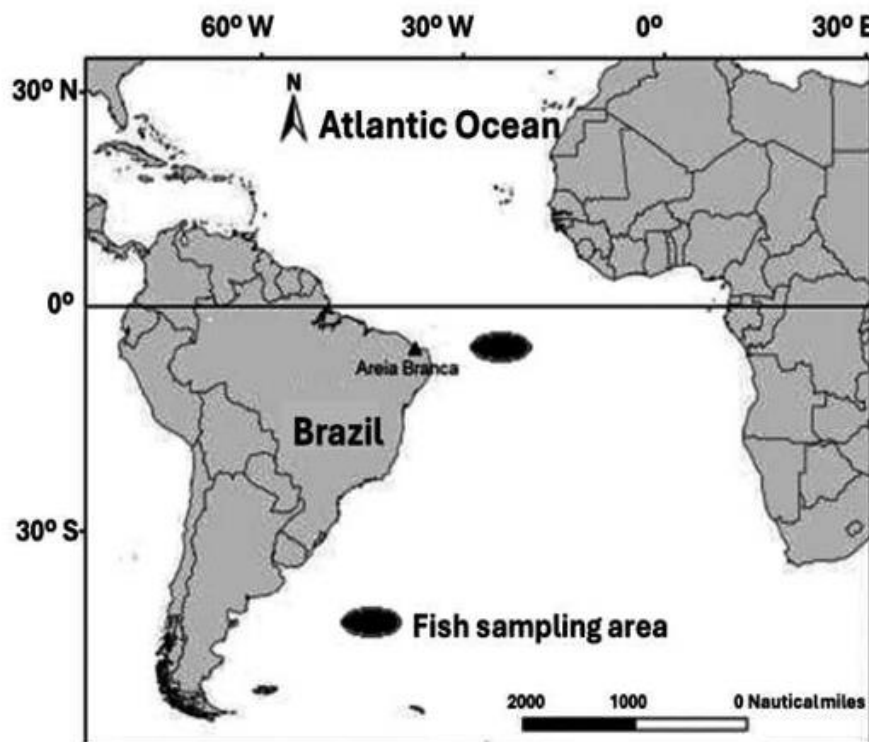 60º W 30º W 0º 30º E
30º N
N
Atlantic Ocean
0º
Areia Branca
Brazil
30º S
Fish sampling area
2000 1000 0 Nautical miles